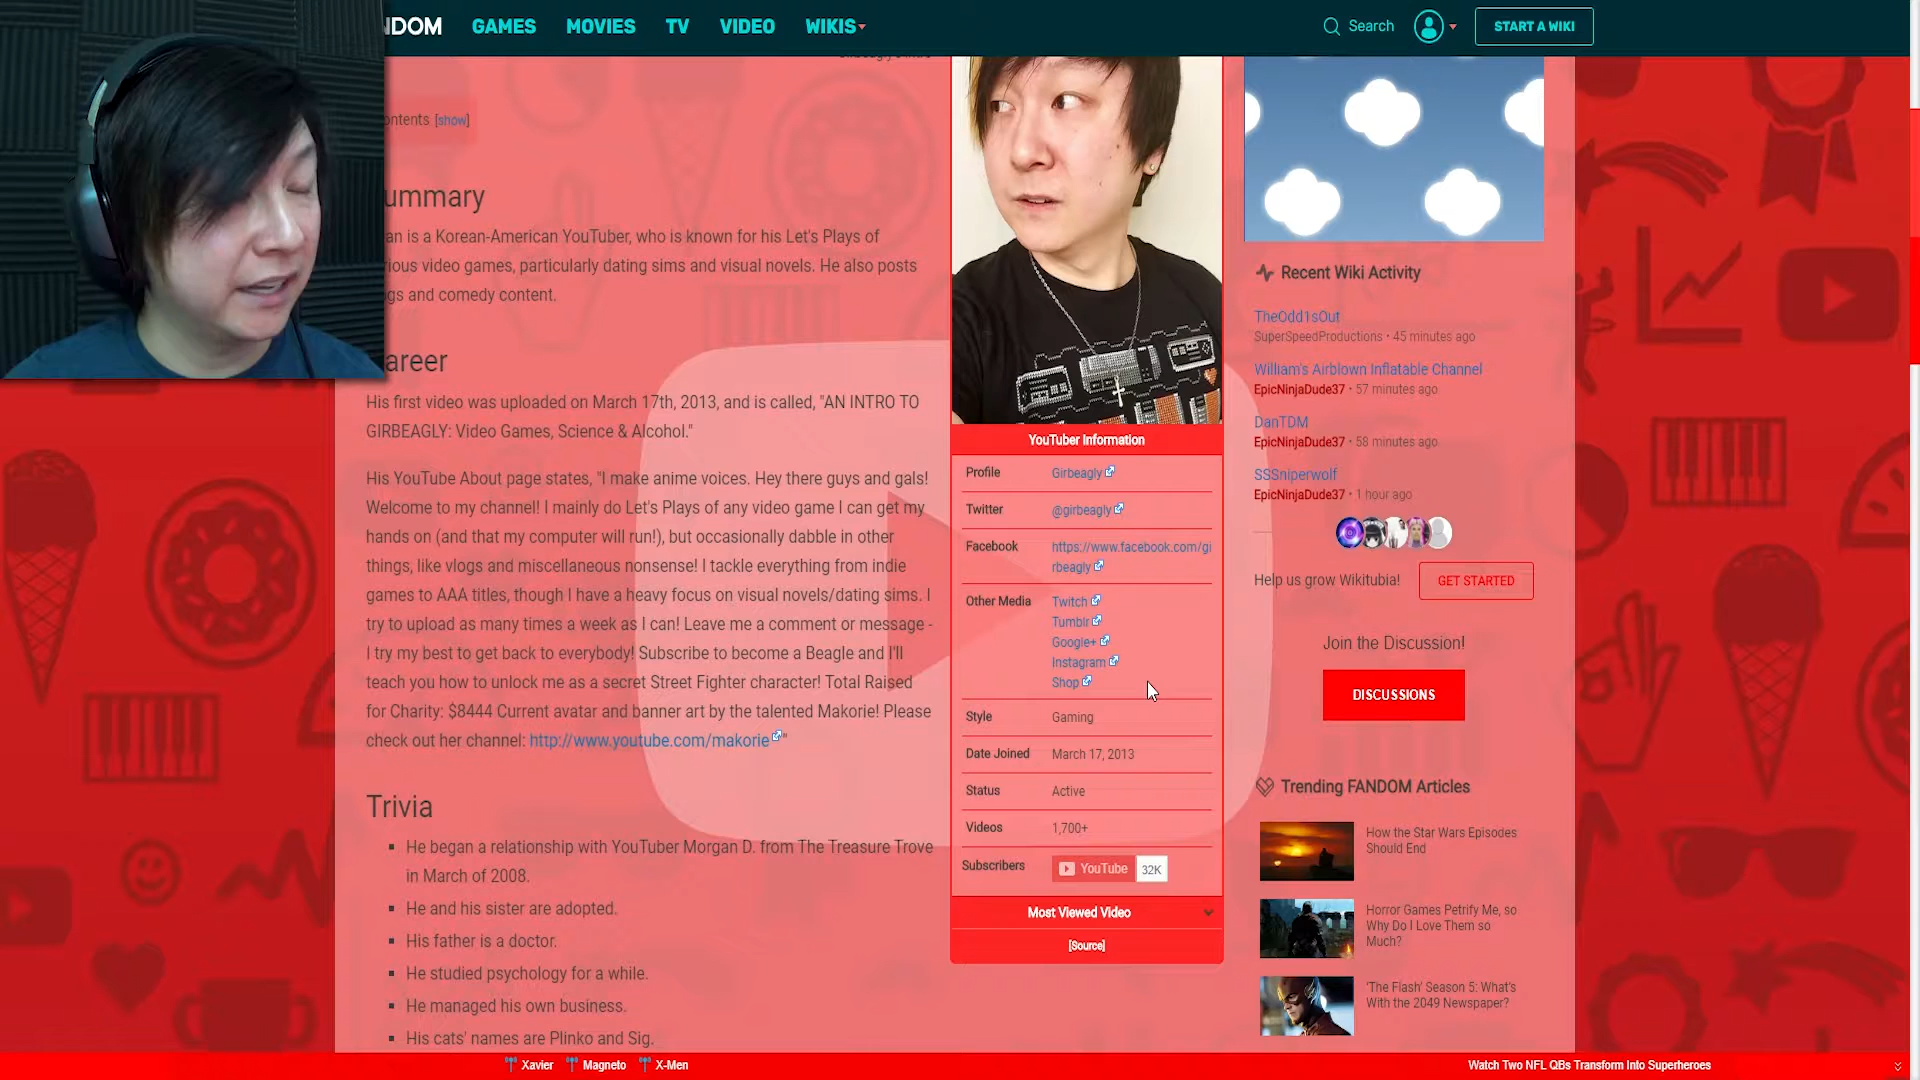 NDOM GAMES MOVIES TV VIDEO WIKIS Search START A WIKI
ontents [show]
ummary
an is a Korean-American YouTuber, who is known for his Let's Plays of
ious video games, particularly dating sims and visual novels. He also posts
gs and comedy content.
areer
His first video was uploaded on March 17th, 2013, and is called, "AN INTRO TO
GIRBEAGLY: Video Games, Science & Alcohol."
His YouTube About page states, "I make anime voices. Hey there guys and gals!
Welcome to my channel! I mainly do Let's Plays of any video game I can get my
hands on (and that my computer will run!), but occasionally dabble in other
things, like vlogs and miscellaneous nonsense! I tackle everything from indie
games to AAA titles, though I have a heavy focus on visual novels/dating sims. I
try to upload as many times a week as I can! Leave me a comment or message -
I try my best to get back to everybody! Subscribe to become a Beagle and I'll
teach you how to unlock me as a secret Street Fighter character! Total Raised
for Charity: $8444 Current avatar and banner art by the talented Makorie! Please
check out her channel: http://www.youtube.com/makorie"
Trivia
He began a relationship with YouTuber Morgan D. from The Treasure Trove
in March of 2008.
He and his sister are adopted.
His father is a doctor.
He studied psychology for a while.
He managed his own business.
His cats' names are Plinko and Sig.
YouTuber Information
Profile Girbeagly
Twitter @girbeagly
Facebook https://www.facebook.com/gi
rbeagly
Other Media Twitch
Tumblr
Google+
Instagram
Shop
Style Gaming
Date Joined March 17, 2013
Status Active
Videos 1,700+
Subscribers YouTube 32K
Most Viewed Video
[Source]
Recent Wiki Activity
TheOdd1sOut
SuperSpeedProductions • 45 minutes ago
William's Airblown Inflatable Channel
EpicNinjaDude37 • 57 minutes ago
DanTDM
EpicNinjaDude37 • 58 minutes ago
SSSniperwolf
EpicNinjaDude37 • 1 hour ago
Help us grow Wikitubia! GET STARTED
Join the Discussion!
DISCUSSIONS
Trending FANDOM Articles
How the Star Wars Episodes
Should End
Horror Games Petrify Me, so
Why Do I Love Them so
Much?
'The Flash' Season 5: What's
With the 2049 Newspaper?
Xavier Magneto X-Men Watch Two NFL QBs Transform Into Superheroes